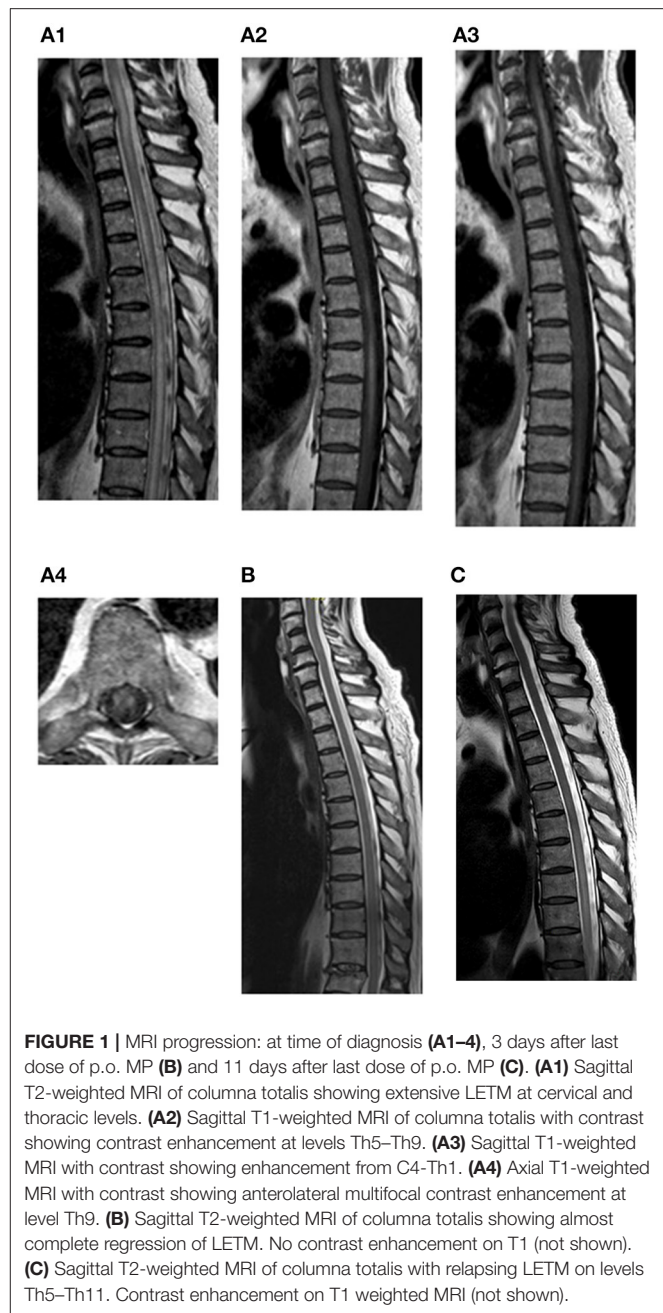 A1
A2
A3
A4
B
C
FIGURE 1 | MRI progression: at time of diagnosis (A1–4), 3 days after last
dose of p.o. MP (B) and 11 days after last dose of p.o. MP (C). (A1) Sagittal
T2-weighted MRI of columna totalis showing extensive LETM at cervical and
thoracic levels. (A2) Sagittal T1-weighted MRI of columna totalis with contrast
showing contrast enhancement at levels Th5–Th9. (A3) Sagittal T1-weighted
MRI with contrast showing enhancement from C4-Th1. (A4) Axial T1-weighted
MRI with contrast showing anterolateral multifocal contrast enhancement at
level Th9. (B) Sagittal T2-weighted MRI of columna totalis showing almost
complete regression of LETM. No contrast enhancement on T1 (not shown).
(C) Sagittal T2-weighted MRI of columna totalis with relapsing LETM on levels
Th5–Th11. Contrast enhancement on T1 weighted MRI (not shown).